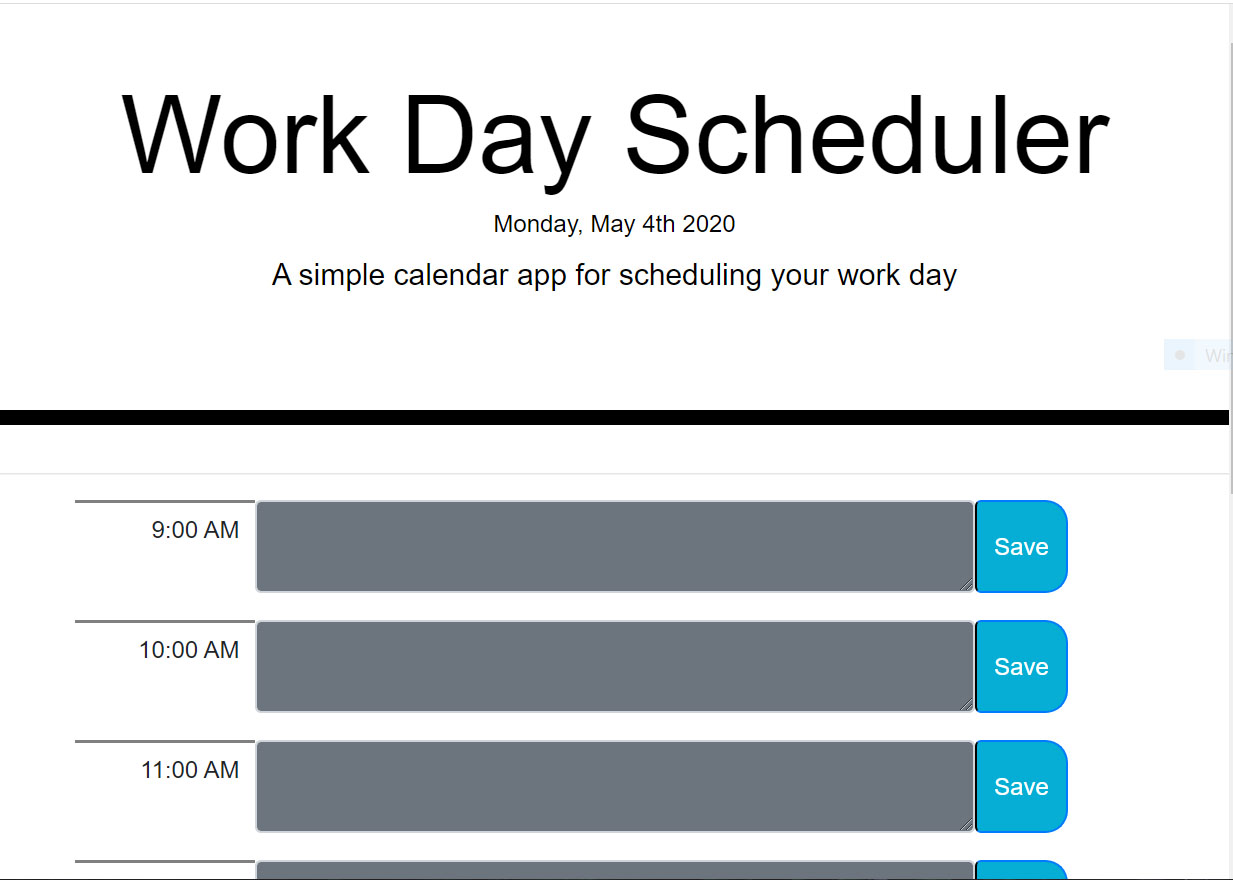 Work Day Scheduler
Monday, May 4th 2020
A simple calendar app for scheduling your work day
9:00 AM
Save
10:00 AM
Save
11:00 AM
Save